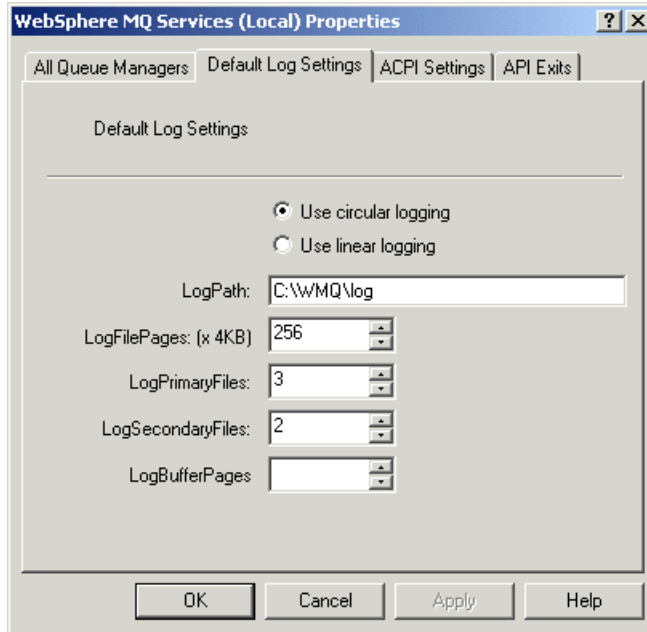 WebSphere MQ Services (Local) Properties
All Queue Managers Default Log Settings ACPI Settings API Exits
Default Log Settings
Use circular logging
Use linear logging
LogPath: C:\WMQ\log
LogFilePages: (x 4KB) 256
LogPrimaryFiles: 3
LogSecondaryFiles: 2
LogBufferPages
OK Cancel Apply Help